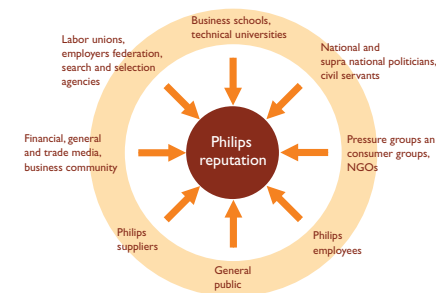 Business schools,
technical universities
Labor unions,
employers federation,
search and selection
agencies
National and
supra national politicians,
civil servants
Financial, general
and trade media,
business community
Philips
reputation
Pressure groups an
consumer groups,
NGOs
Philips
suppliers
Philips
employees
General
public